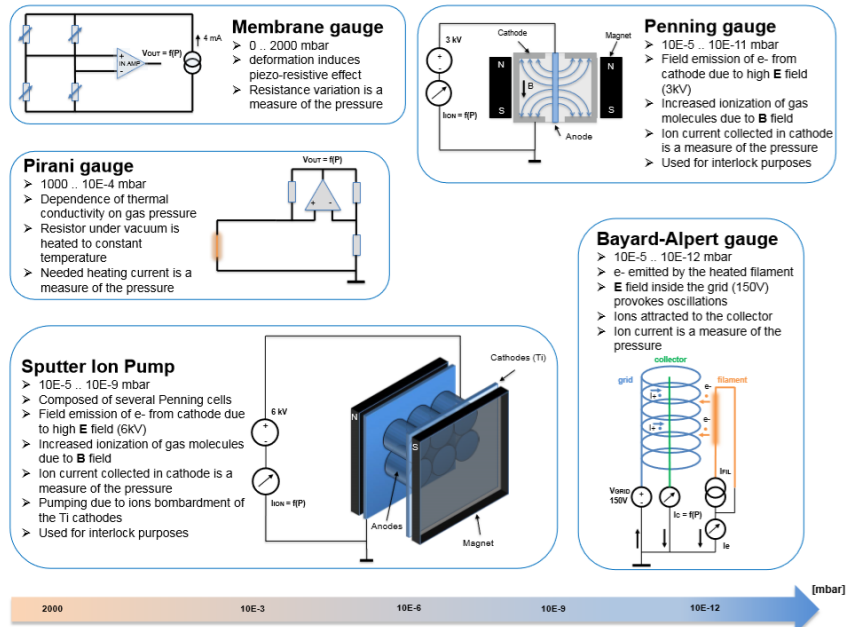 Membrane gauge
➢ 0 .. 2000 mbar
➢ deformation induces
piezo-resistive effect
➢ Resistance variation is a
measure of the pressure
4 mA
VOUT = f(P)
+
IN AMP
-
Penning gauge
➢ 10E-5 .. 10E-11 mbar
➢ Field emission of e- from
cathode due to high E field
(3kV)
➢ Increased ionization of gas
molecules due to B field
➢ Ion current collected in cathode
is a measure of the pressure
➢ Used for interlock purposes
3 kV
Cathode
Magnet
+
-
N
N
B
S
S
IION = f(P)
Anode
Pirani gauge
➢ 1000 .. 10E-4 mbar
➢ Dependence of thermal
conductivity on gas pressure
➢ Resistor under vacuum is
heated to constant
temperature
➢ Needed heating current is a
measure of the pressure
VOUT = f(P)
+ -
Bayard-Alpert gauge
➢ 10E-5 .. 10E-12 mbar
➢ e- emitted by the heated filament
➢ E field inside the grid (150V)
provokes oscillations
➢ Ions attracted to the collector
➢ Ion current is a measure of the
pressure
collector
grid
filament
e-
I+
e-
I+
IFIL
VGRID
150V
+
-
IC = f(P)
Ie
Sputter Ion Pump
➢ 10E-5 .. 10E-9 mbar
➢ Composed of several Penning cells
➢ Field emission of e- from cathode due
to high E field (6kV)
➢ Increased ionization of gas molecules
due to B field
➢ Ion current collected in cathode is a
measure of the pressure
➢ Pumping due to ions bombardment of
the Ti cathodes
➢ Used for interlock purposes
Cathodes (Ti)
6 kV
+
-
N
S
IION = f(P)
Anodes
Magnet
[mbar]
2000 10E-3 10E-6 10E-9 10E-12